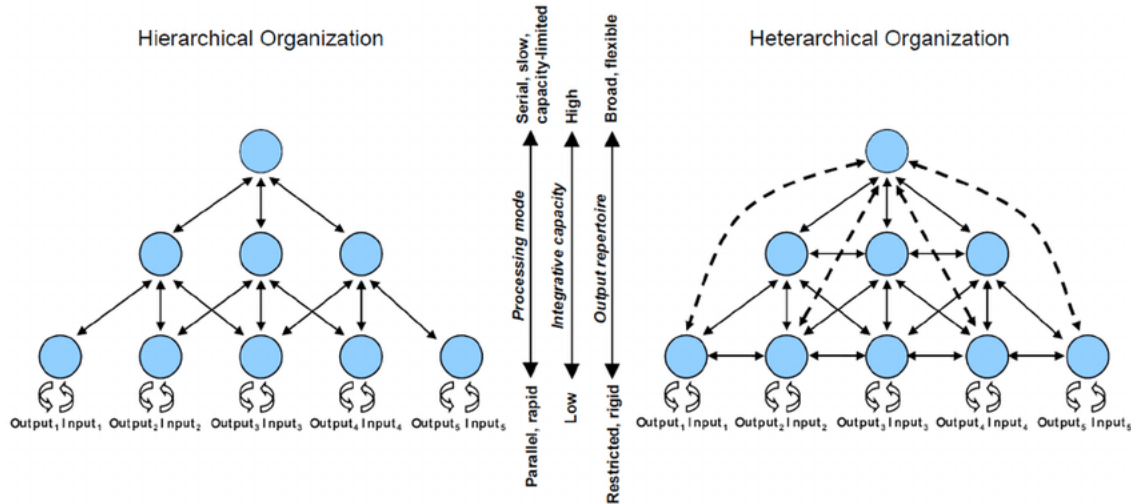 Hierarchical Organization
Serial, slow,
capacity-limited
High
Broad, flexible
Processing mode
Integrative capacity
Output repertoire
Parallel, rapid
Low
Restricted, rigid
Output₁ Input₁ Output₂ Input₂ Output₃ Input₃ Output₄ Input₄ Output₅ Input₅
Heterarchical Organization
Output₁ Input₁ Output₂ Input₂ Output₃ Input₃ Output₄ Input₄ Output₅ Input₅